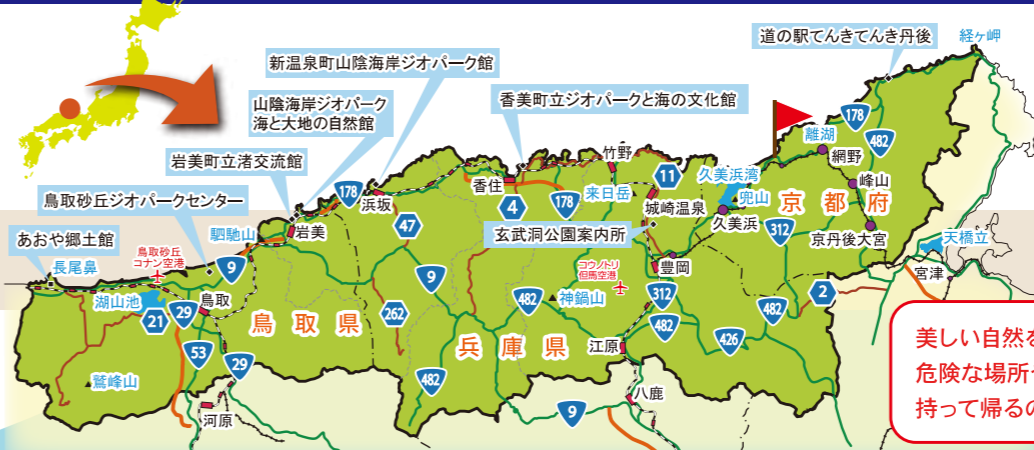 道の駅てんきてんき丹後
経ヶ岬
新温泉町山陰海岸ジオパーク館
山陰海岸ジオパーク
海と大地の自然館
香美町立ジオパークと海の文化館
岩美町立渚交流館
鳥取砂丘ジオパークセンター
あおや郷土館
178
482
離湖
網野
峰山
竹野
11
久美浜湾
兜山
京都府
来日岳
城崎温泉
香住
4
178
178
浜坂
47
久美浜
312
京丹後大宮
天橋立
宮津
玄武洞公園案内所
駟馳山
岩美
鳥取砂丘
コナン空港
長尾鼻
9
9
豊岡
コウノトリ
但馬空港
312
2
湖山池
21
29
鳥取
鳥取県
262
482
神鍋山
482
482
426
兵庫県
江原
53
29
鷲峰山
482
河原
9
八鹿
美しい自然を
危険な場所
持って帰るの